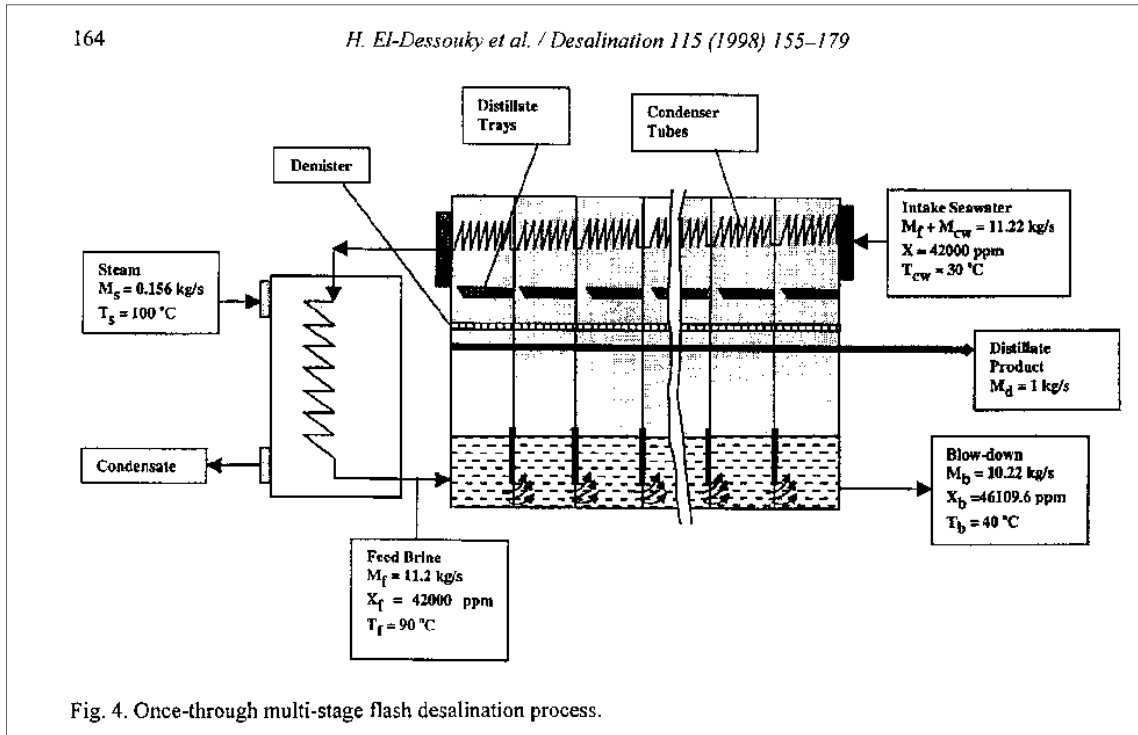 164
H. El-Dessouky et al. / Desalination 115 (1998) 155–179
Distillate
Trays
Condenser
Tubes
Demister
Intake Seawater
Mf + Mcw = 11.22 kg/s
X = 42000 ppm
Tcw = 30 °C
Steam
Ms = 0.156 kg/s
Ts = 100 °C
Distillate
Product
Md = 1 kg/s
Condensate
Blow-down
Mb = 10.22 kg/s
Xb =46109.6 ppm
Tb = 40 °C
Feed Brine
Mf = 11.2 kg/s
Xf = 42000 ppm
Tf = 90 °C
Fig. 4. Once-through multi-stage flash desalination process.